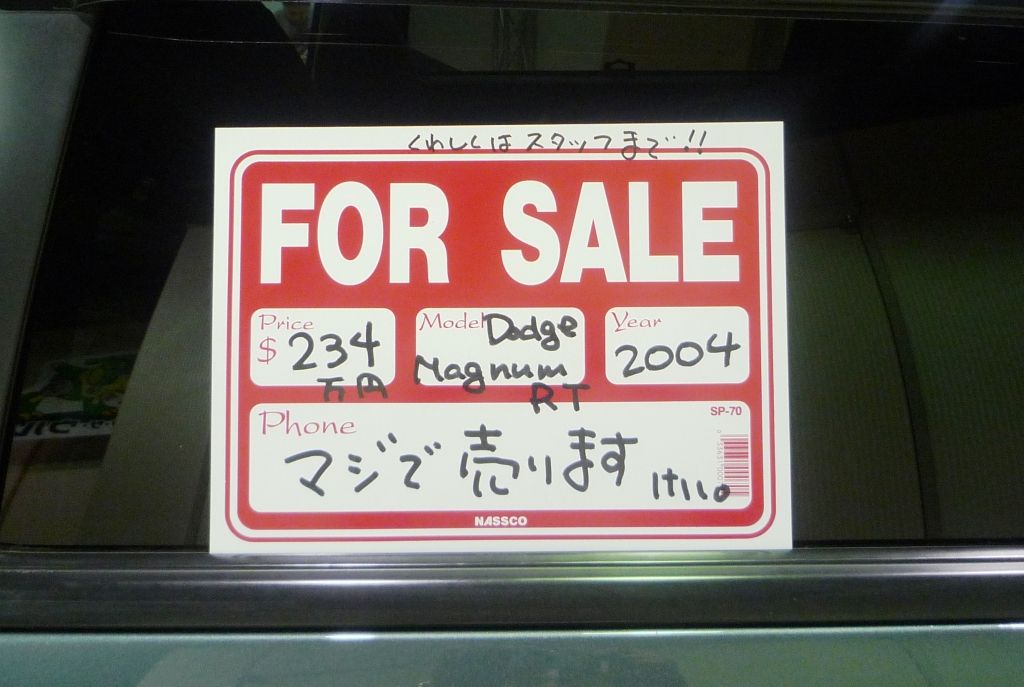 くわしくはスタッフまで!!
FOR SALE
Price
$ 234
万円
Model Dodge
Magnum
RT
Year
2004
Phone
SP-70
マジで売ります
NASSCO